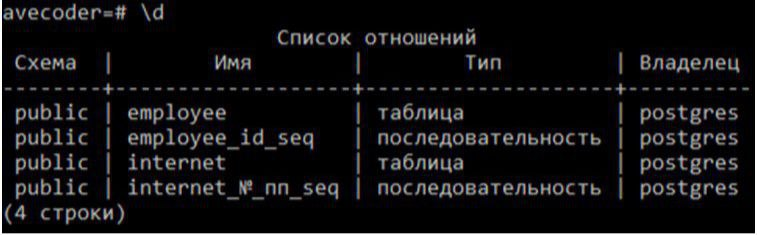 avecoder=# \d
Список отношений
Схема | Имя | Тип | Владелец
--------+-------------------+--------------------+----------
public | employee | таблица | postgres
public | employee_id_seq | последовательность | postgres
public | internet | таблица | postgres
public | internet_№_пп_seq | последовательность | postgres
(4 строки)